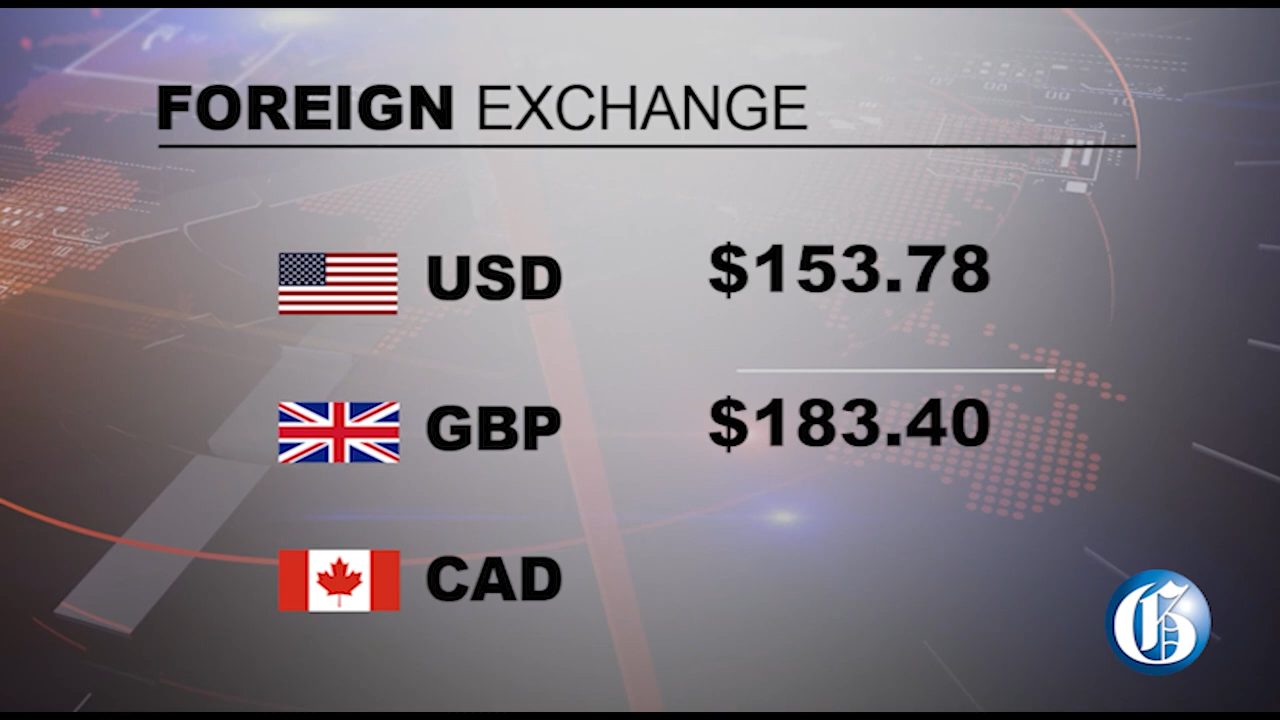 FOREIGN EXCHANGE
USD $153.78
GBP $183.40
CAD
G